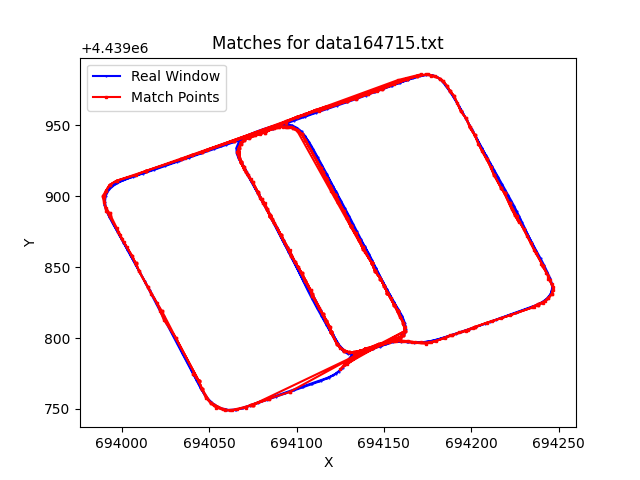 Matches for data164715.txt
+4.439e6
Real Window
Match Points
950
900
850
800
750
Y
694000 694050 694100 694150 694200 694250
X